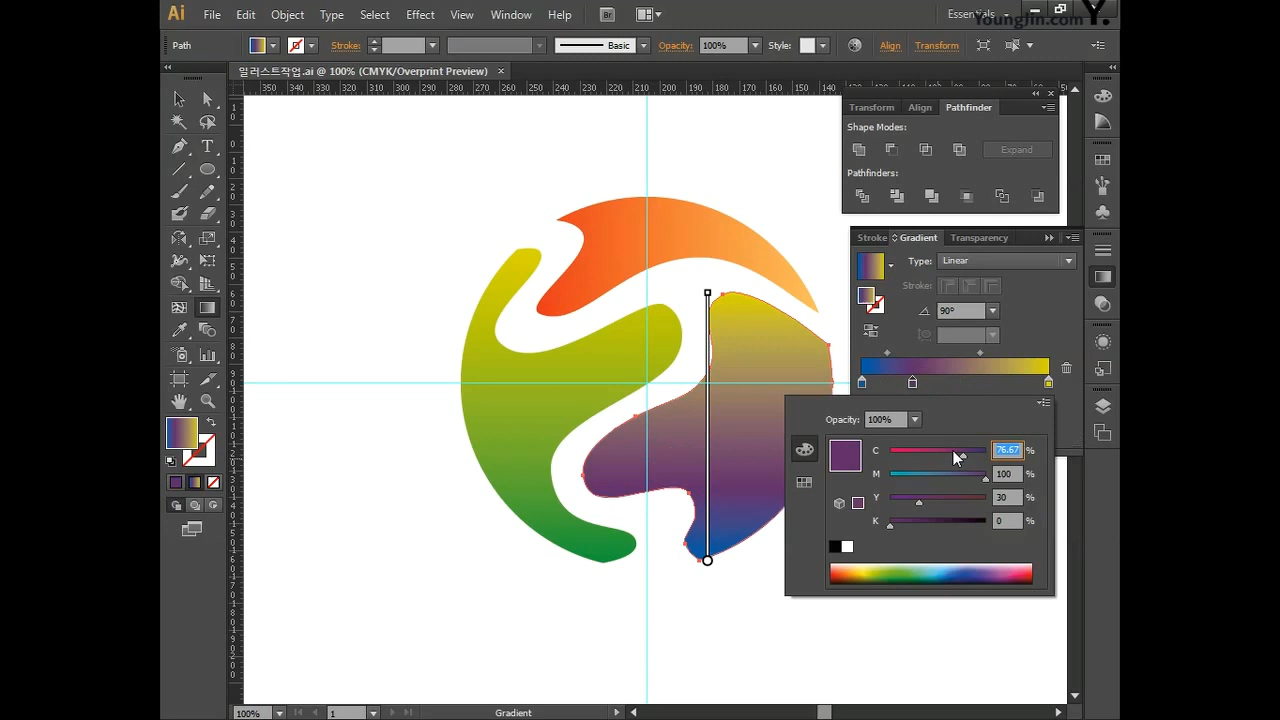 Ai File Edit Object Type Select Effect View Window Help Br Essentials
YoungJin.com Y.
Path Stroke: Basic Opacity: 100% Style: Align Transform
일러스트작업.ai @ 100% (CMYK/Overprint Preview) ×
350 340 330 320 310 300 290 280 270 260 250 240 230 220 210 200 190 180 170 160 150 140
Transform Align Pathfinder
Shape Modes:
Expand
Pathfinders:
Stroke Gradient Transparency
Type: Linear
Stroke:
90°
Opacity: 100%
C 76.67 %
M 100 %
Y 30 %
K 0 %
100% 1 Gradient